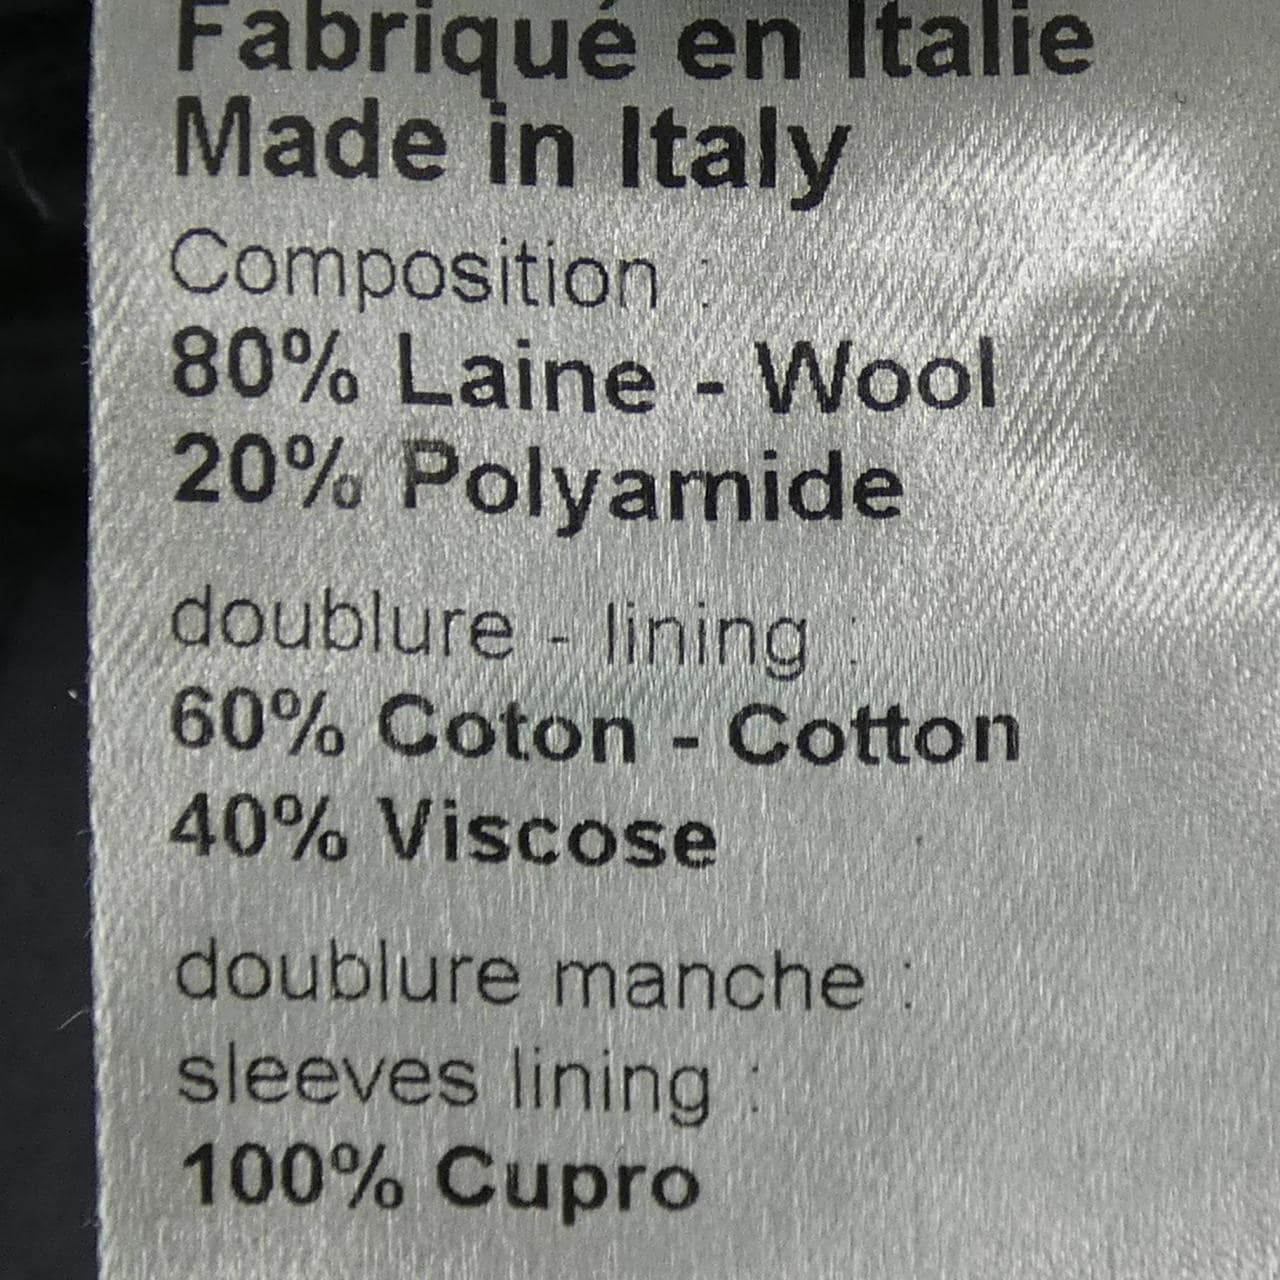 Fabriqué en Italie
Made in Italy
Composition :
80% Laine - Wool
20% Polyamide
doublure - lining :
60% Coton - Cotton
40% Viscose
doublure manche :
sleeves lining :
100% Cupro